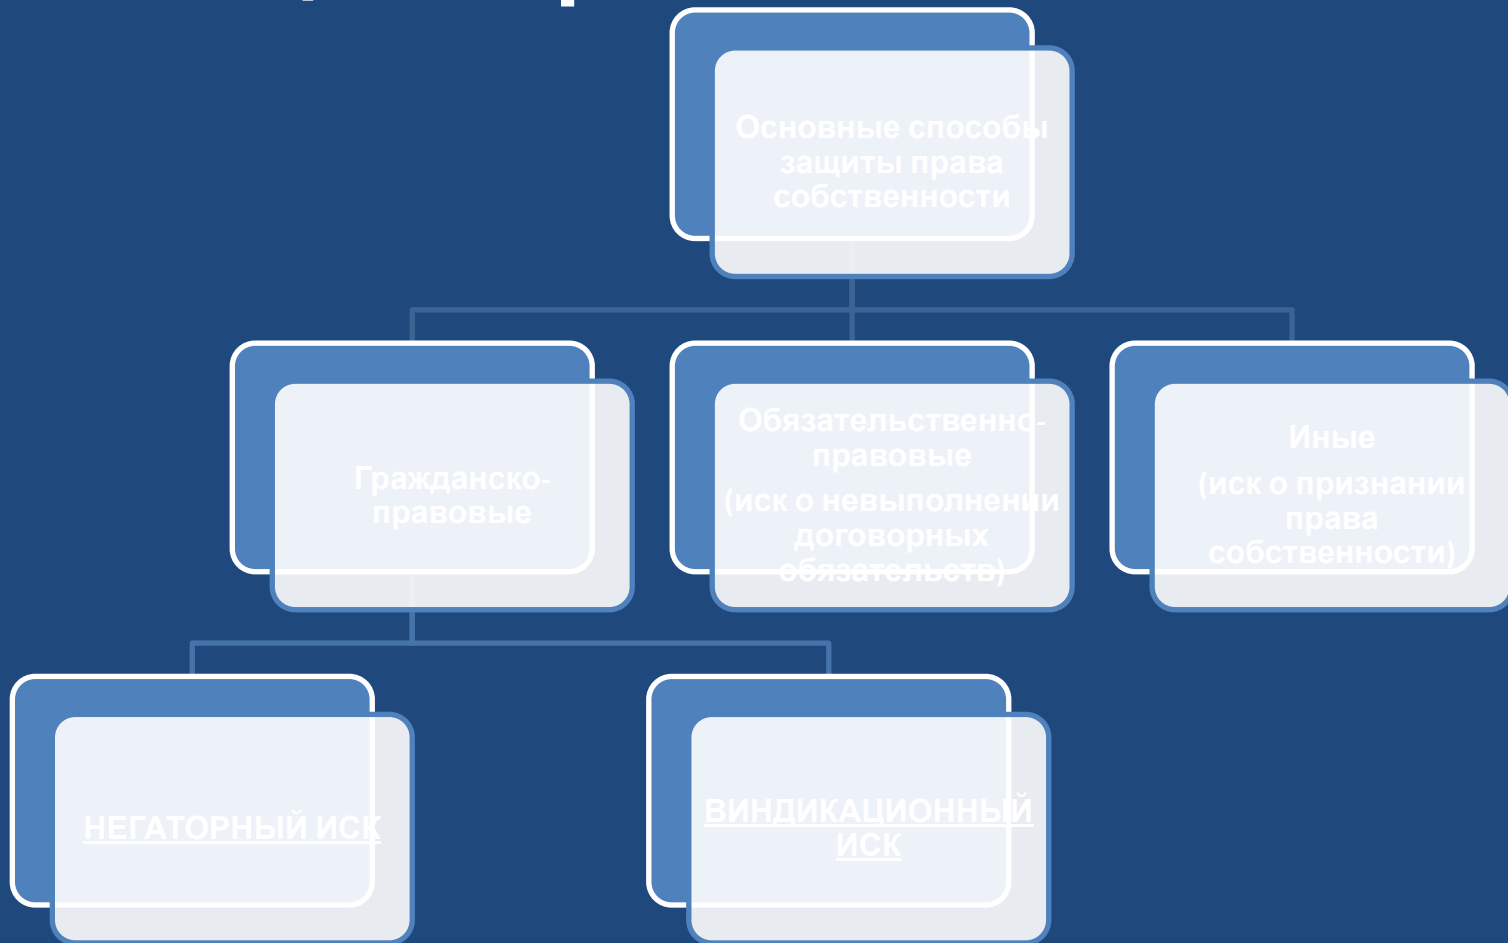 Основные способы
защиты права
собственности
Гражданско-
правовые
Обязательственно-
правовые
(иск о невыполнении
договорных
обязательств)
Иные
(иск о признании
права
собственности)
НЕГАТОРНЫЙ ИСК
ВИНДИКАЦИОННЫЙ
ИСК